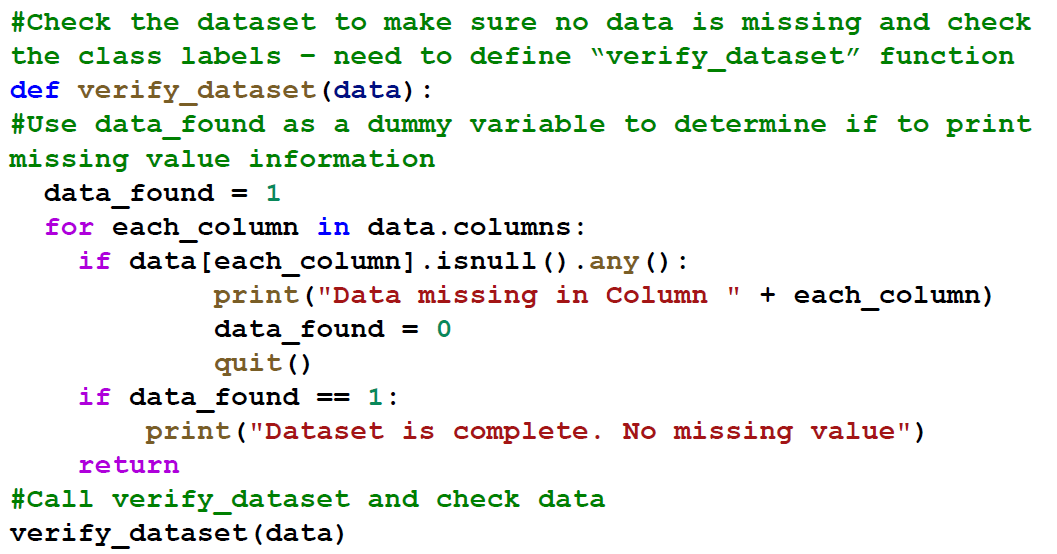 #Check the dataset to make sure no data is missing and check
the class labels – need to define “verify_dataset” function
def verify_dataset(data):
#Use data_found as a dummy variable to determine if to print
missing value information
  data_found = 1
  for each_column in data.columns:
    if data[each_column].isnull().any():
            print("Data missing in Column " + each_column)
            data_found = 0
            quit()
    if data_found == 1:
        print("Dataset is complete. No missing value")
    return
#Call verify_dataset and check data
verify_dataset(data)